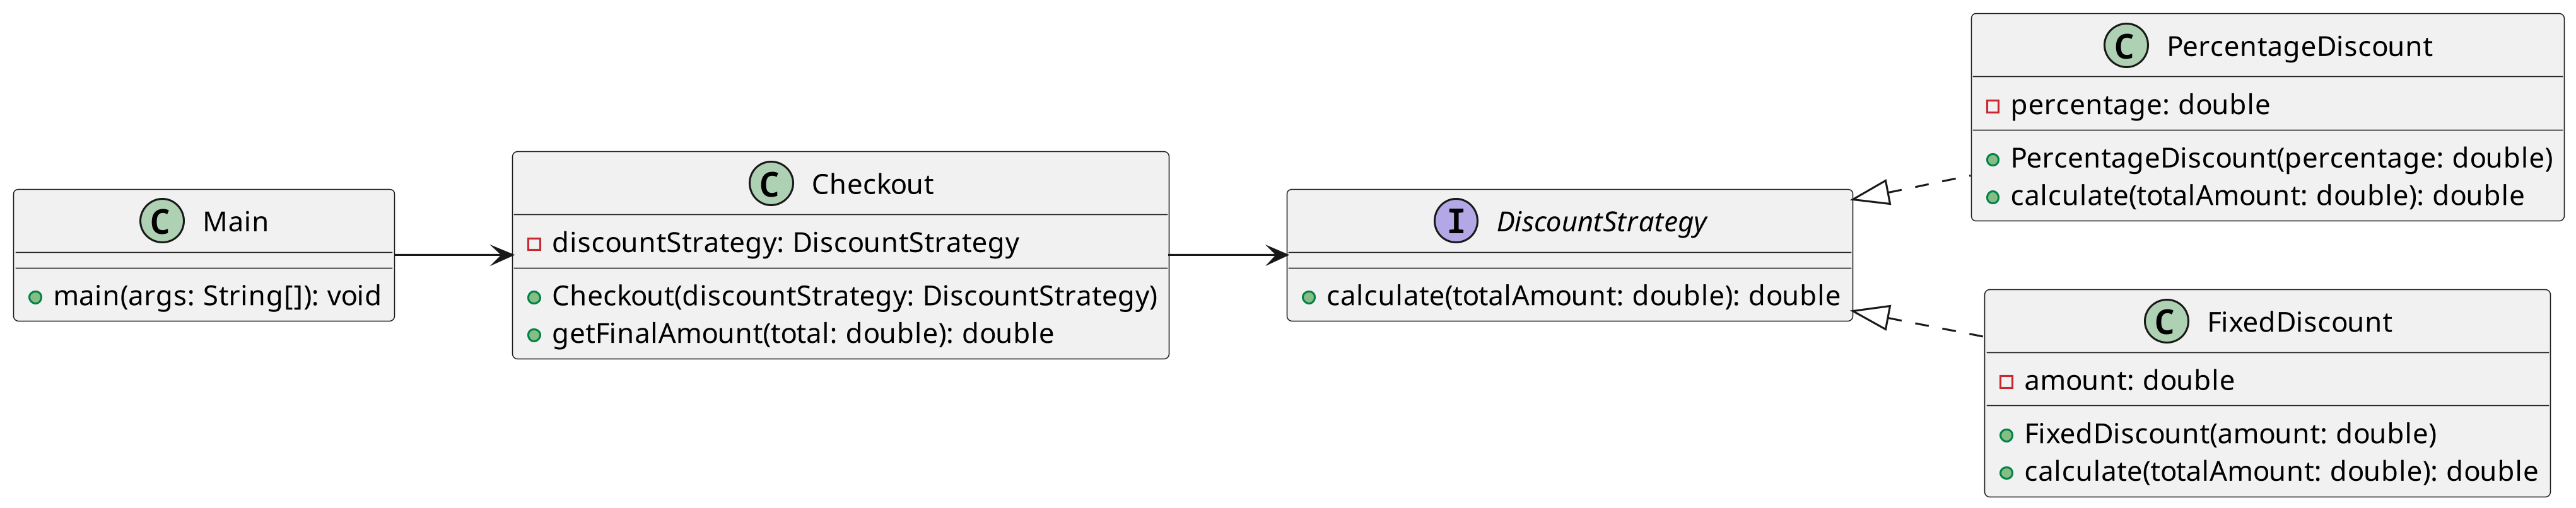 C Main
main(args: String[]): void
C Checkout
discountStrategy: DiscountStrategy
Checkout(discountStrategy: DiscountStrategy)
getFinalAmount(total: double): double
I DiscountStrategy
calculate(totalAmount: double): double
C PercentageDiscount
percentage: double
PercentageDiscount(percentage: double)
calculate(totalAmount: double): double
C FixedDiscount
amount: double
FixedDiscount(amount: double)
calculate(totalAmount: double): double